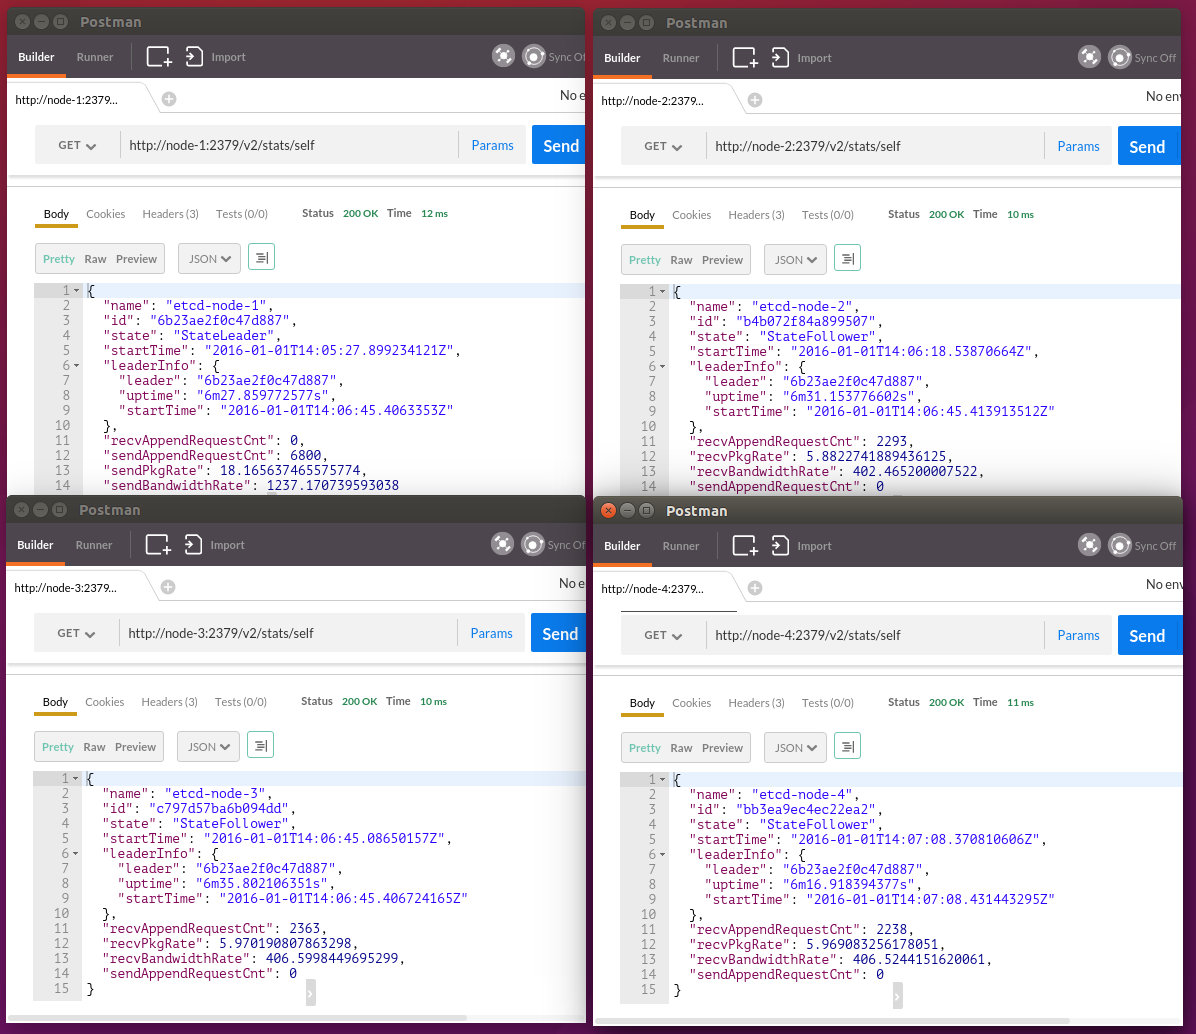 Postman
Builder Runner Import Sync Of
http://node-1:2379... No e
GET http://node-1:2379/v2/stats/self Params Send
Body Cookies Headers (3) Tests (0/0) Status 200 OK Time 12 ms
Pretty Raw Preview JSON
1 {
2 "name": "etcd-node-1",
3 "id": "6b23ae2f0c47d887",
4 "state": "StateLeader",
5 "startTime": "2016-01-01T14:05:27.899234121Z",
6 "leaderInfo": {
7 "leader": "6b23ae2f0c47d887",
8 "uptime": "6m27.859772577s",
9 "startTime": "2016-01-01T14:06:45.4063353Z"
10 },
11 "recvAppendRequestCnt": 0,
12 "sendAppendRequestCnt": 6800,
13 "sendPkgRate": 18.165637465575774,
14 "sendBandwidthRate": 1237.170739593038
Postman
Builder Runner Import Sync Off
http://node-2:2379... No env
GET http://node-2:2379/v2/stats/self Params Send
Body Cookies Headers (3) Tests (0/0) Status 200 OK Time 10 ms
Pretty Raw Preview JSON
1 {
2 "name": "etcd-node-2",
3 "id": "b4b072f84a899507",
4 "state": "StateFollower",
5 "startTime": "2016-01-01T14:06:18.53870664Z",
6 "leaderInfo": {
7 "leader": "6b23ae2f0c47d887",
8 "uptime": "6m31.153776602s",
9 "startTime": "2016-01-01T14:06:45.413913512Z"
10 },
11 "recvAppendRequestCnt": 2293,
12 "recvPkgRate": 5.8822741889436125,
13 "recvBandwidthRate": 402.465200007522,
14 "sendAppendRequestCnt": 0
Postman
Builder Runner Import Sync Of
http://node-3:2379... No e
GET http://node-3:2379/v2/stats/self Params Send
Body Cookies Headers (3) Tests (0/0) Status 200 OK Time 10 ms
Pretty Raw Preview JSON
1 {
2 "name": "etcd-node-3",
3 "id": "c797d57ba6b094dd",
4 "state": "StateFollower",
5 "startTime": "2016-01-01T14:06:45.08650157Z",
6 "leaderInfo": {
7 "leader": "6b23ae2f0c47d887",
8 "uptime": "6m35.802106351s",
9 "startTime": "2016-01-01T14:06:45.406724165Z"
10 },
11 "recvAppendRequestCnt": 2363,
12 "recvPkgRate": 5.970190807863298,
13 "recvBandwidthRate": 406.5998449695299,
14 "sendAppendRequestCnt": 0
15 }
Postman
Builder Runner Import Sync Off
http://node-4:2379... No env
GET http://node-4:2379/v2/stats/self Params Send
Body Cookies Headers (3) Tests (0/0) Status 200 OK Time 11 ms
Pretty Raw Preview JSON
1 {
2 "name": "etcd-node-4",
3 "id": "bb3ea9ec4ec22ea2",
4 "state": "StateFollower",
5 "startTime": "2016-01-01T14:07:08.370810606Z",
6 "leaderInfo": {
7 "leader": "6b23ae2f0c47d887",
8 "uptime": "6m16.918394377s",
9 "startTime": "2016-01-01T14:07:08.431443295Z"
10 },
11 "recvAppendRequestCnt": 2238,
12 "recvPkgRate": 5.969083256178051,
13 "recvBandwidthRate": 406.5244151620061,
14 "sendAppendRequestCnt": 0
15 }